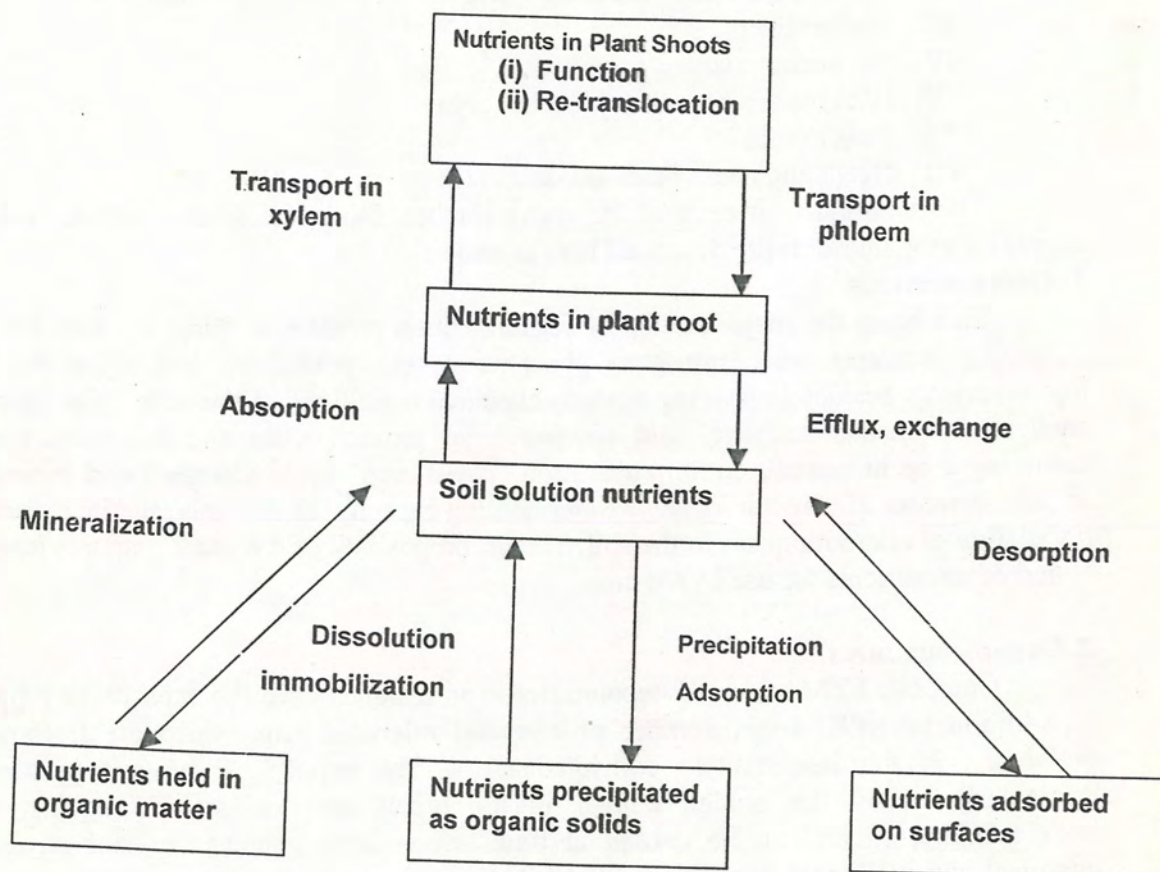 Nutrients in Plant Shoots
(i) Function
(ii) Re-translocation
Transport in
xylem
Transport in
phloem
Nutrients in plant root
Absorption
Efflux, exchange
Soil solution nutrients
Mineralization
Desorption
Dissolution
immobilization
Precipitation
Adsorption
Nutrients held in
organic matter
Nutrients precipitated
as organic solids
Nutrients adsorbed
on surfaces